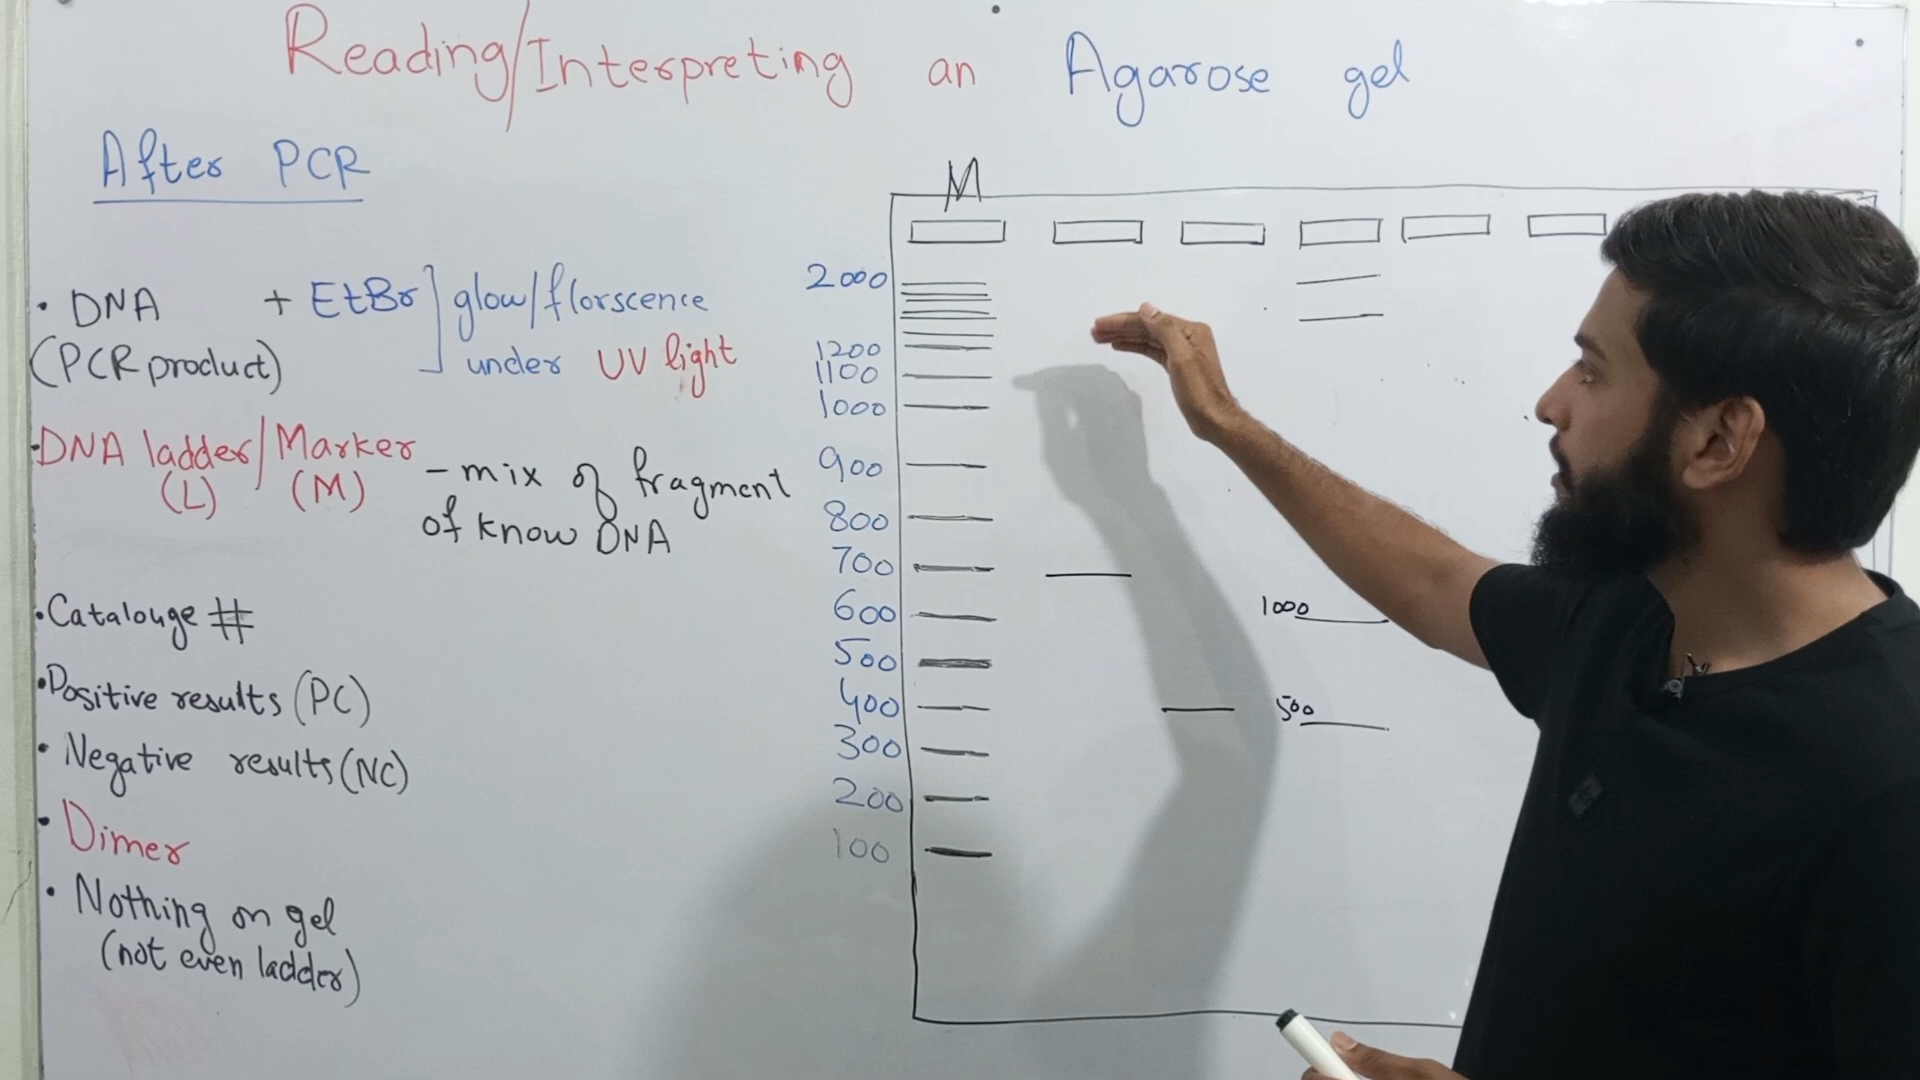 Reading/Interpreting an Agarose gel
After PCR
• DNA + EtBr ] glow/florscence
(PCR product) under UV light
• DNA ladder/Marker
(L) (M)
- mix of fragment
of know DNA
• Catalouge #
• Positive results (PC)
• Negative results (NC)
• Dimer
• Nothing on gel
(not even ladder)
M
2000
1200
1100
1000
900
800
700
600
500
400
300
200
100
1000
500